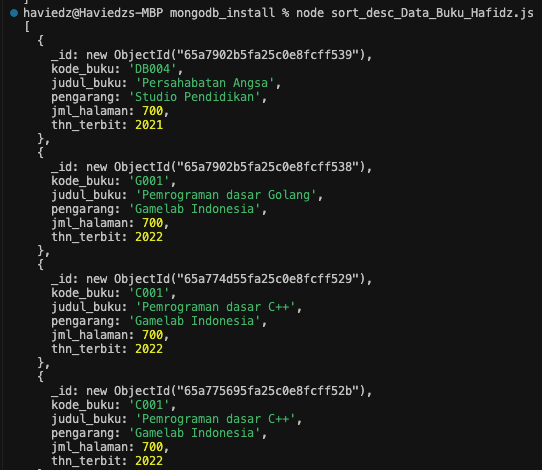 haviedz@Haviedzs-MBP mongodb_install % node sort_desc_Data_Buku_Hafidz.js
[
{
_id: new ObjectId("65a7902b5fa25c0e8fcff539"),
kode_buku: 'DB004',
judul_buku: 'Persahabatan Angsa',
pengarang: 'Studio Pendidikan',
jml_halaman: 700,
thn_terbit: 2021
},
{
_id: new ObjectId("65a7902b5fa25c0e8fcff538"),
kode_buku: 'G001',
judul_buku: 'Pemrograman dasar Golang',
pengarang: 'Gamelab Indonesia',
jml_halaman: 700,
thn_terbit: 2022
},
{
_id: new ObjectId("65a774d55fa25c0e8fcff529"),
kode_buku: 'C001',
judul_buku: 'Pemrograman dasar C++',
pengarang: 'Gamelab Indonesia',
jml_halaman: 700,
thn_terbit: 2022
},
{
_id: new ObjectId("65a775695fa25c0e8fcff52b"),
kode_buku: 'C001',
judul_buku: 'Pemrograman dasar C++',
pengarang: 'Gamelab Indonesia',
jml_halaman: 700,
thn_terbit: 2022